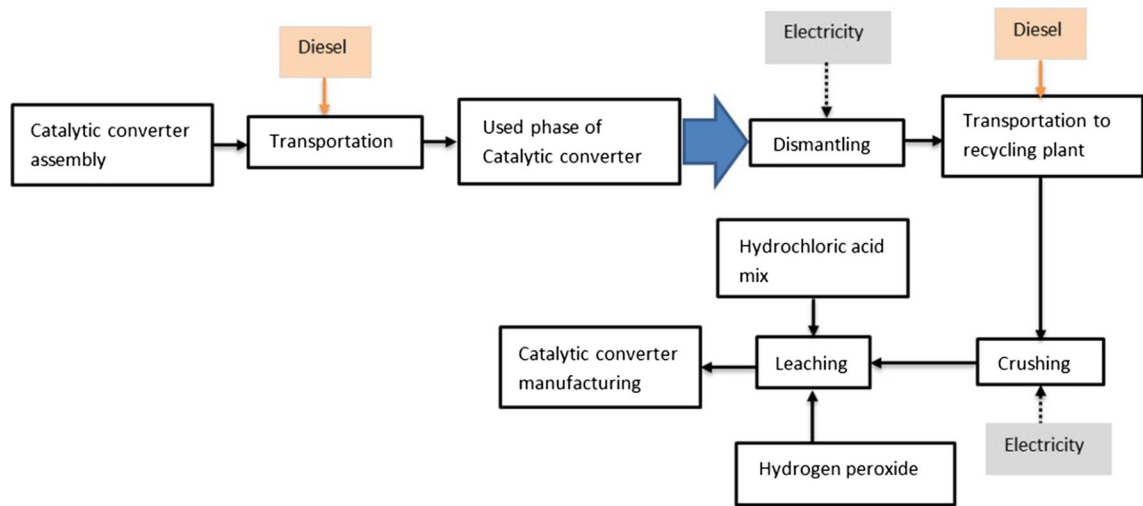 Diesel
Electricity
Diesel
Catalytic converter
assembly
Transportation
Used phase of
Catalytic converter
Dismantling
Transportation to
recycling plant
Hydrochloric acid
mix
Catalytic converter
manufacturing
Leaching
Crushing
Hydrogen peroxide
Electricity